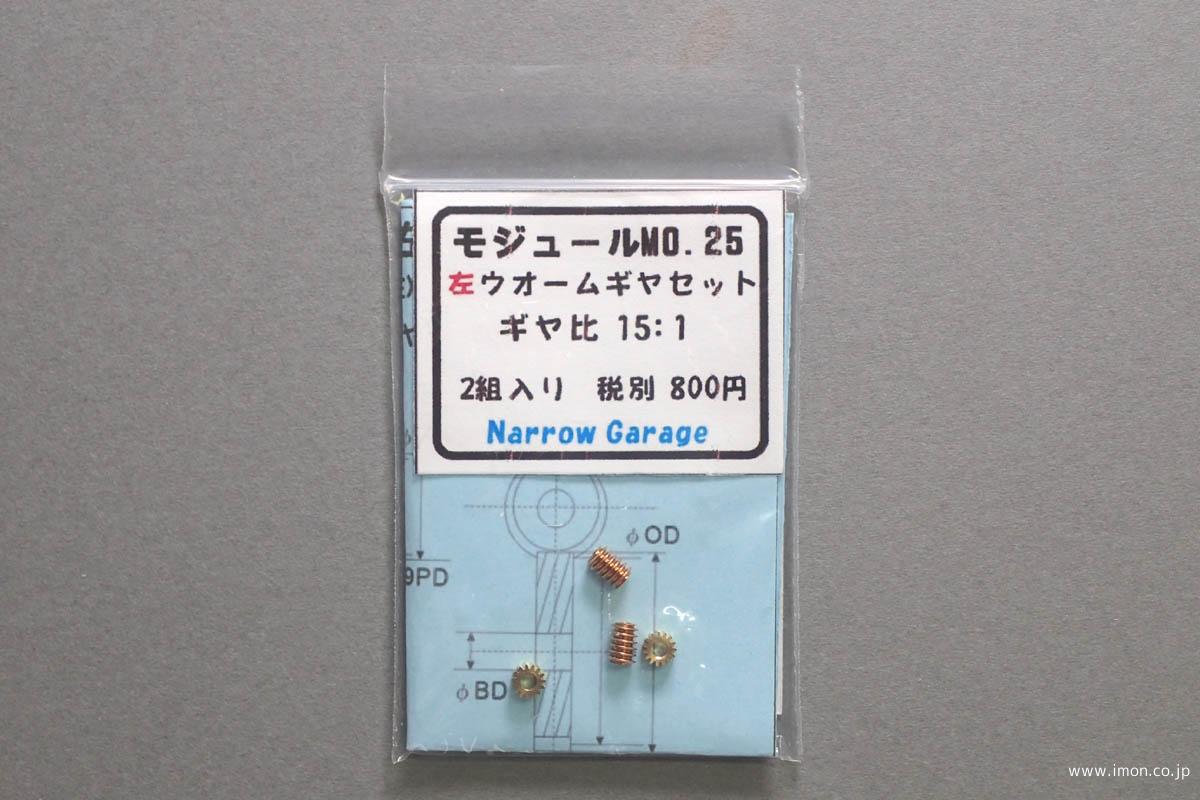 モジュールM0.25
左ウオームギヤセット
ギヤ比 15:1
2組入り 税別 800円
Narrow Garage
φOD
9PD
φBD
www.imon.co.jp